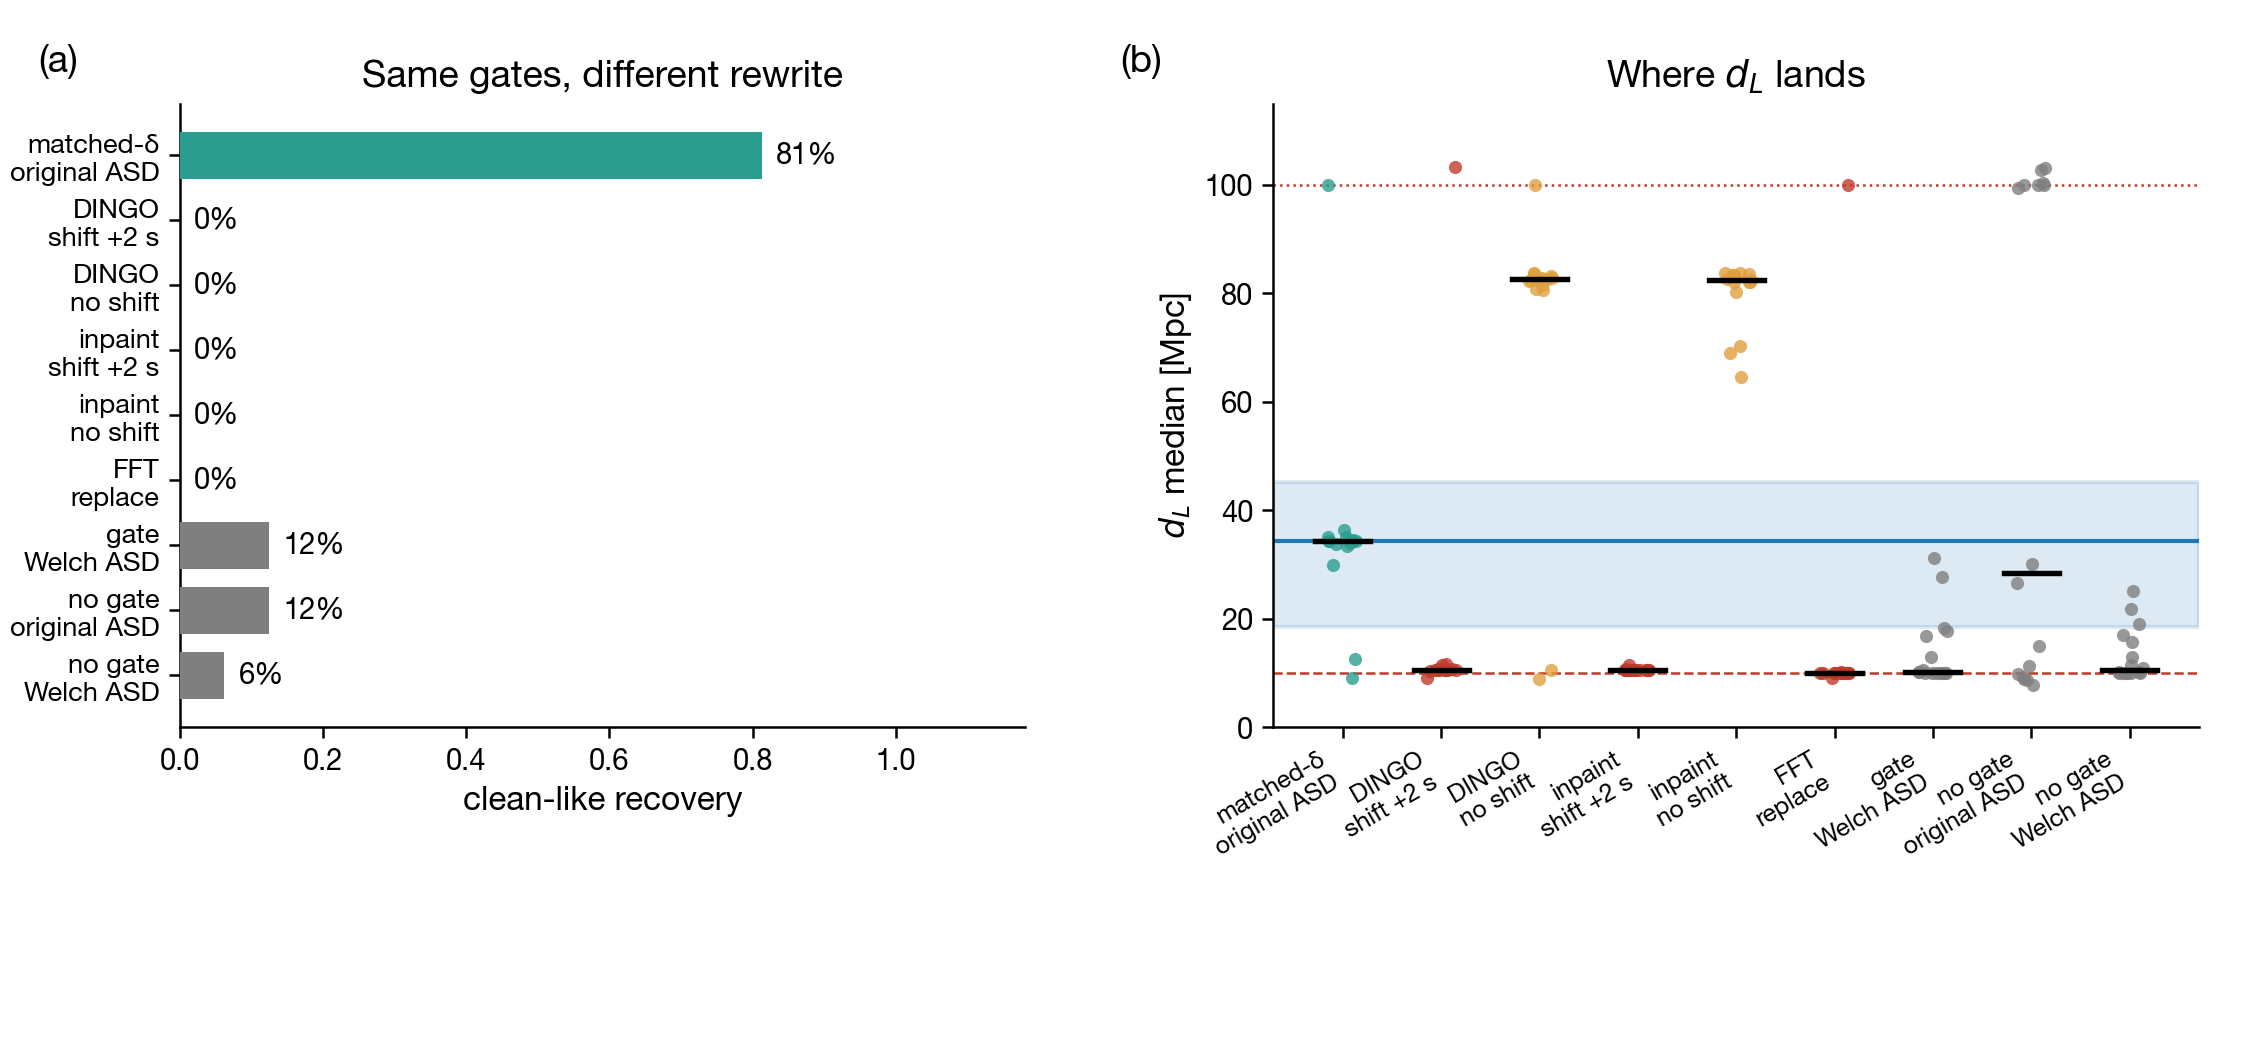 (a)
Same gates, different rewrite
matched-δ
original ASD
81%
DINGO
shift +2 s
0%
DINGO
no shift
0%
inpaint
shift +2 s
0%
inpaint
no shift
0%
FFT
replace
0%
gate
Welch ASD
12%
no gate
original ASD
12%
no gate
Welch ASD
6%
0.0 0.2 0.4 0.6 0.8 1.0
clean-like recovery
(b)
Where d_L lands
d_L median [Mpc]
100
80
60
40
20
0
matched-δ
original ASD
DINGO
shift +2 s
DINGO
no shift
inpaint
shift +2 s
inpaint
no shift
FFT
replace
gate
Welch ASD
no gate
original ASD
no gate
Welch ASD